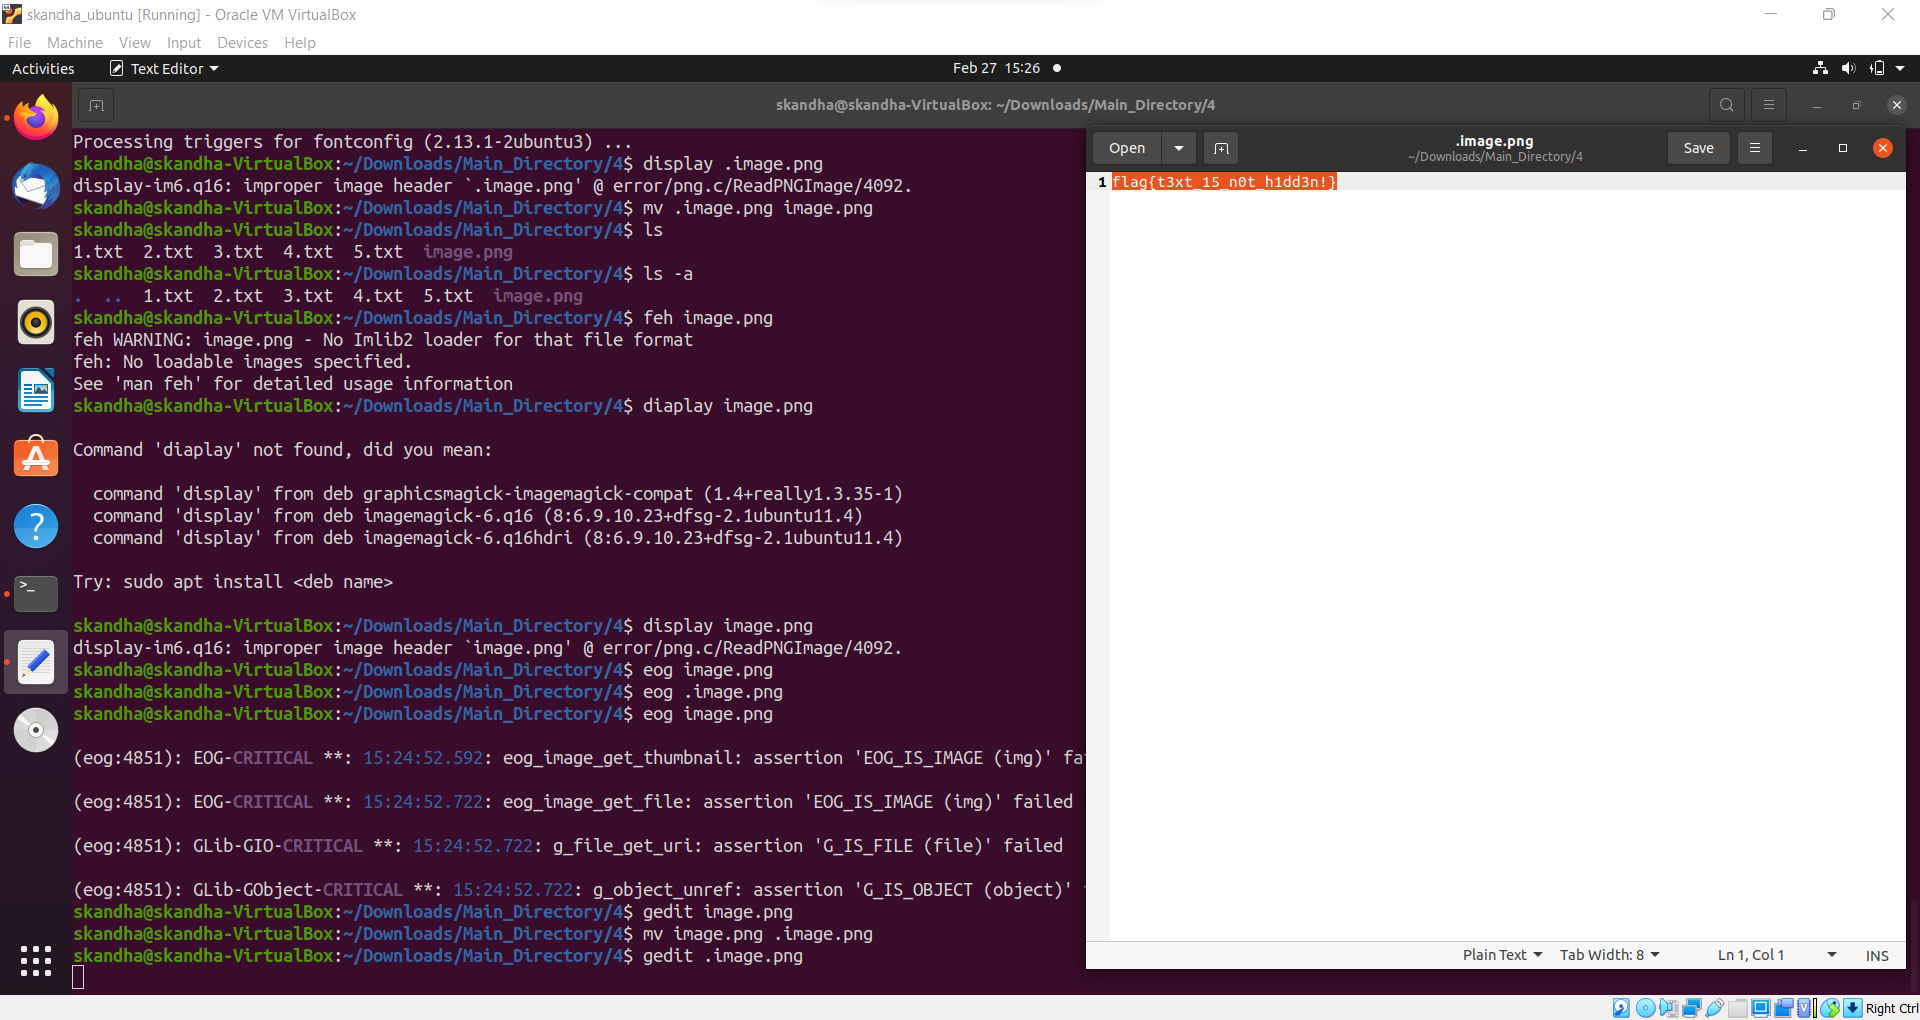 skandha_ubuntu [Running] - Oracle VM VirtualBox
File Machine View Input Devices Help
Activities Text Editor Feb 27 15:26
skandha@skandha-VirtualBox: ~/Downloads/Main_Directory/4
Processing triggers for fontconfig (2.13.1-2ubuntu3) ...
skandha@skandha-VirtualBox:~/Downloads/Main_Directory/4$ display .image.png
display-im6.q16: improper image header `.image.png' @ error/png.c/ReadPNGImage/4092.
skandha@skandha-VirtualBox:~/Downloads/Main_Directory/4$ mv .image.png image.png
skandha@skandha-VirtualBox:~/Downloads/Main_Directory/4$ ls
1.txt 2.txt 3.txt 4.txt 5.txt image.png
skandha@skandha-VirtualBox:~/Downloads/Main_Directory/4$ ls -a
. .. 1.txt 2.txt 3.txt 4.txt 5.txt image.png
skandha@skandha-VirtualBox:~/Downloads/Main_Directory/4$ feh image.png
feh WARNING: image.png - No Imlib2 loader for that file format
feh: No loadable images specified.
See 'man feh' for detailed usage information
skandha@skandha-VirtualBox:~/Downloads/Main_Directory/4$ diaplay image.png
Command 'diaplay' not found, did you mean:
command 'display' from deb graphicsmagick-imagemagick-compat (1.4+really1.3.35-1)
command 'display' from deb imagemagick-6.q16 (8:6.9.10.23+dfsg-2.1ubuntu11.4)
command 'display' from deb imagemagick-6.q16hdri (8:6.9.10.23+dfsg-2.1ubuntu11.4)
Try: sudo apt install <deb name>
skandha@skandha-VirtualBox:~/Downloads/Main_Directory/4$ display image.png
display-im6.q16: improper image header `image.png' @ error/png.c/ReadPNGImage/4092.
skandha@skandha-VirtualBox:~/Downloads/Main_Directory/4$ eog image.png
skandha@skandha-VirtualBox:~/Downloads/Main_Directory/4$ eog .image.png
skandha@skandha-VirtualBox:~/Downloads/Main_Directory/4$ eog image.png
(eog:4851): EOG-CRITICAL **: 15:24:52.592: eog_image_get_thumbnail: assertion 'EOG_IS_IMAGE (img)' fa
(eog:4851): EOG-CRITICAL **: 15:24:52.722: eog_image_get_file: assertion 'EOG_IS_IMAGE (img)' failed
(eog:4851): GLib-GIO-CRITICAL **: 15:24:52.722: g_file_get_uri: assertion 'G_IS_FILE (file)' failed
(eog:4851): GLib-GObject-CRITICAL **: 15:24:52.722: g_object_unref: assertion 'G_IS_OBJECT (object)'
skandha@skandha-VirtualBox:~/Downloads/Main_Directory/4$ gedit image.png
skandha@skandha-VirtualBox:~/Downloads/Main_Directory/4$ mv image.png .image.png
skandha@skandha-VirtualBox:~/Downloads/Main_Directory/4$ gedit .image.png
Open .image.png Save
~/Downloads/Main_Directory/4
1 flag{t3xt_15_n0t_h1dd3n!}
Plain Text Tab Width: 8 Ln 1, Col 1 INS
Right Ctrl